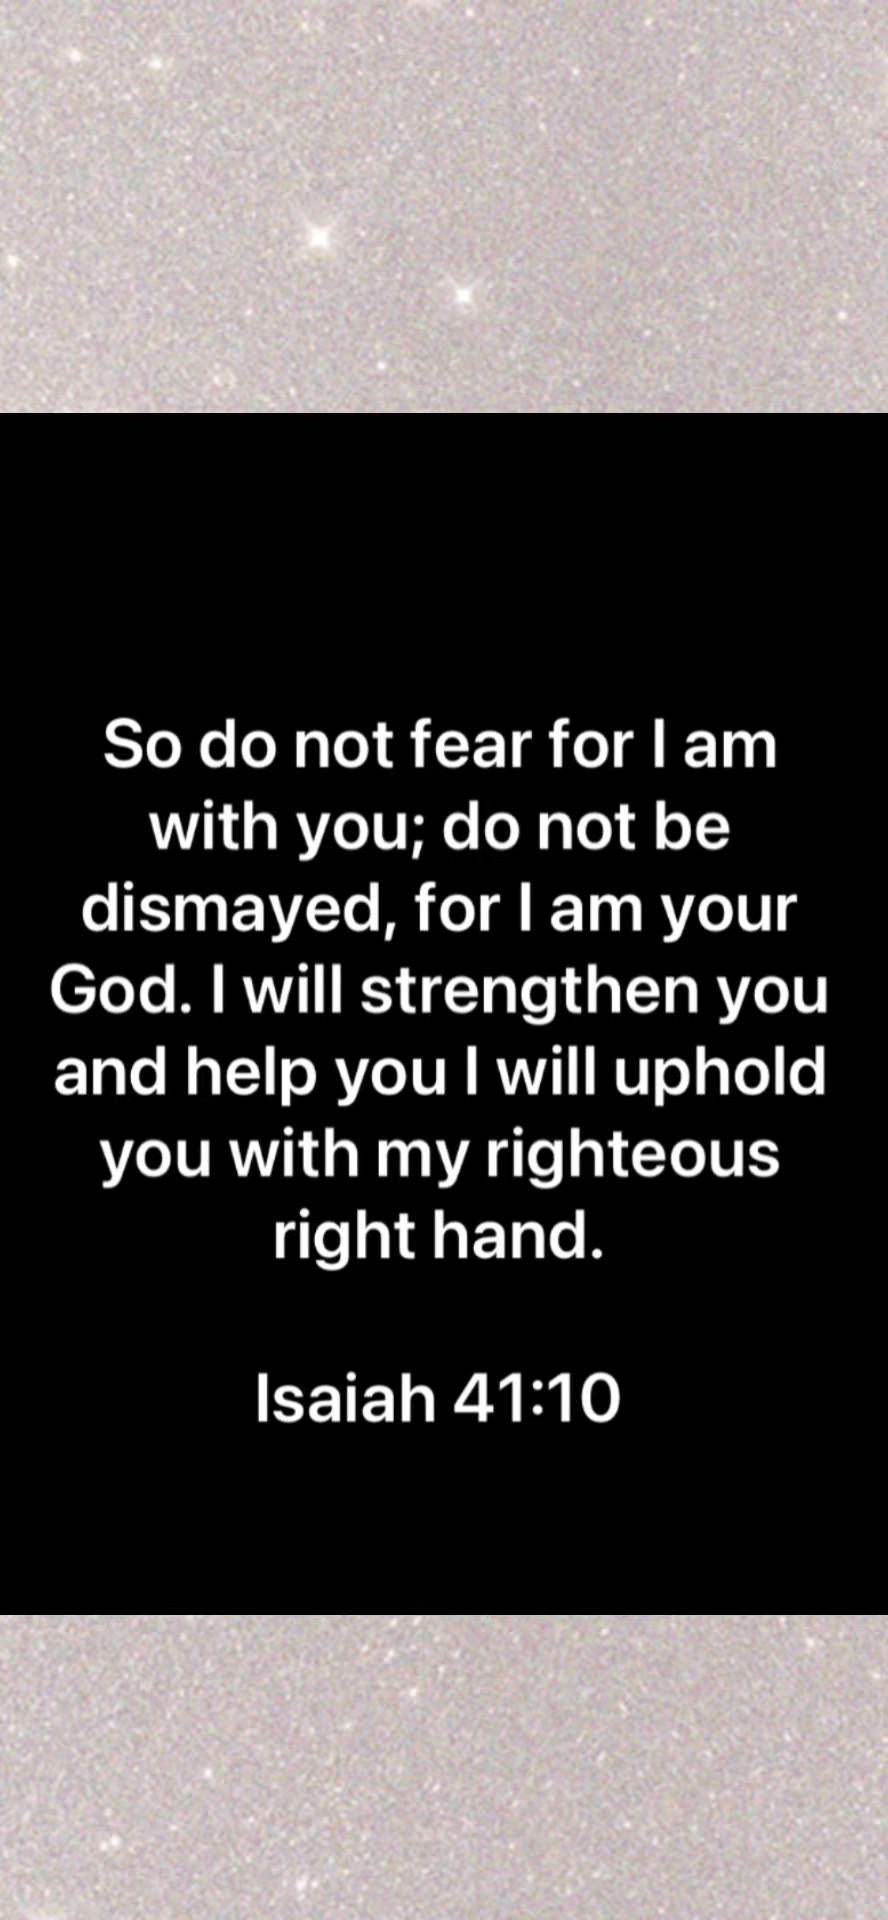 So do not fear for I am
with you; do not be
dismayed, for I am your
God. I will strengthen you
and help you I will uphold
you with my righteous
right hand.
Isaiah 41:10